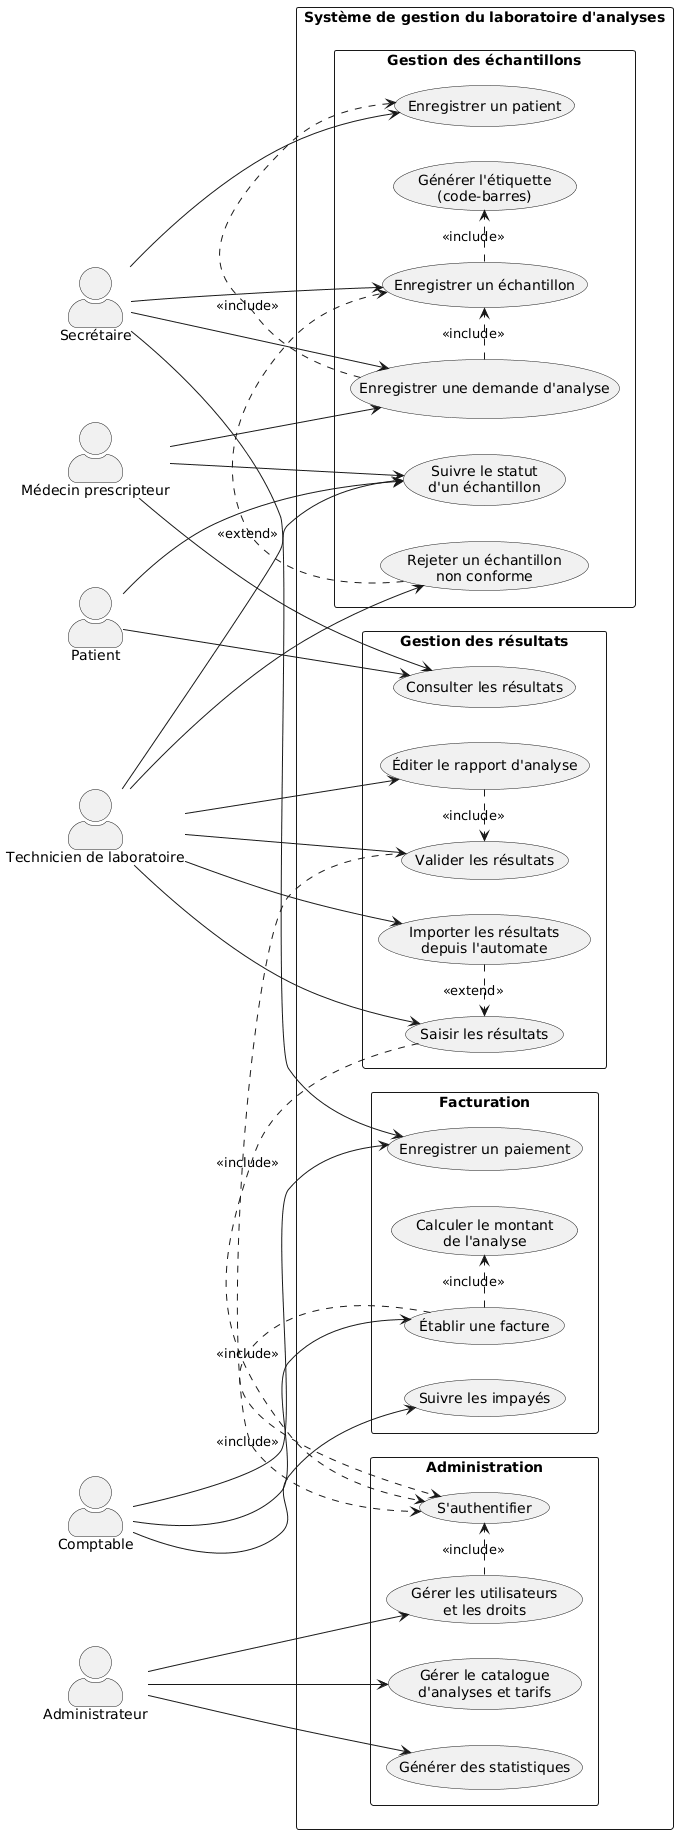 Système de gestion du laboratoire d'analyses
Gestion des échantillons
Enregistrer un patient
Générer l'étiquette
(code-barres)
«include»
Enregistrer un échantillon
«include»
Secrétaire
«include»
Enregistrer une demande d'analyse
Médecin prescripteur
Suivre le statut
d'un échantillon
«extend»
Rejeter un échantillon
non conforme
Patient
Gestion des résultats
Consulter les résultats
Éditer le rapport d'analyse
«include»
Technicien de laboratoire
Valider les résultats
Importer les résultats
depuis l'automate
«extend»
Saisir les résultats
Facturation
Enregistrer un paiement
«include»
Calculer le montant
de l'analyse
«include»
Établir une facture
«include»
Suivre les impayés
«include»
Administration
S'authentifier
Comptable
«include»
Gérer les utilisateurs
et les droits
Gérer le catalogue
d'analyses et tarifs
Administrateur
Générer des statistiques